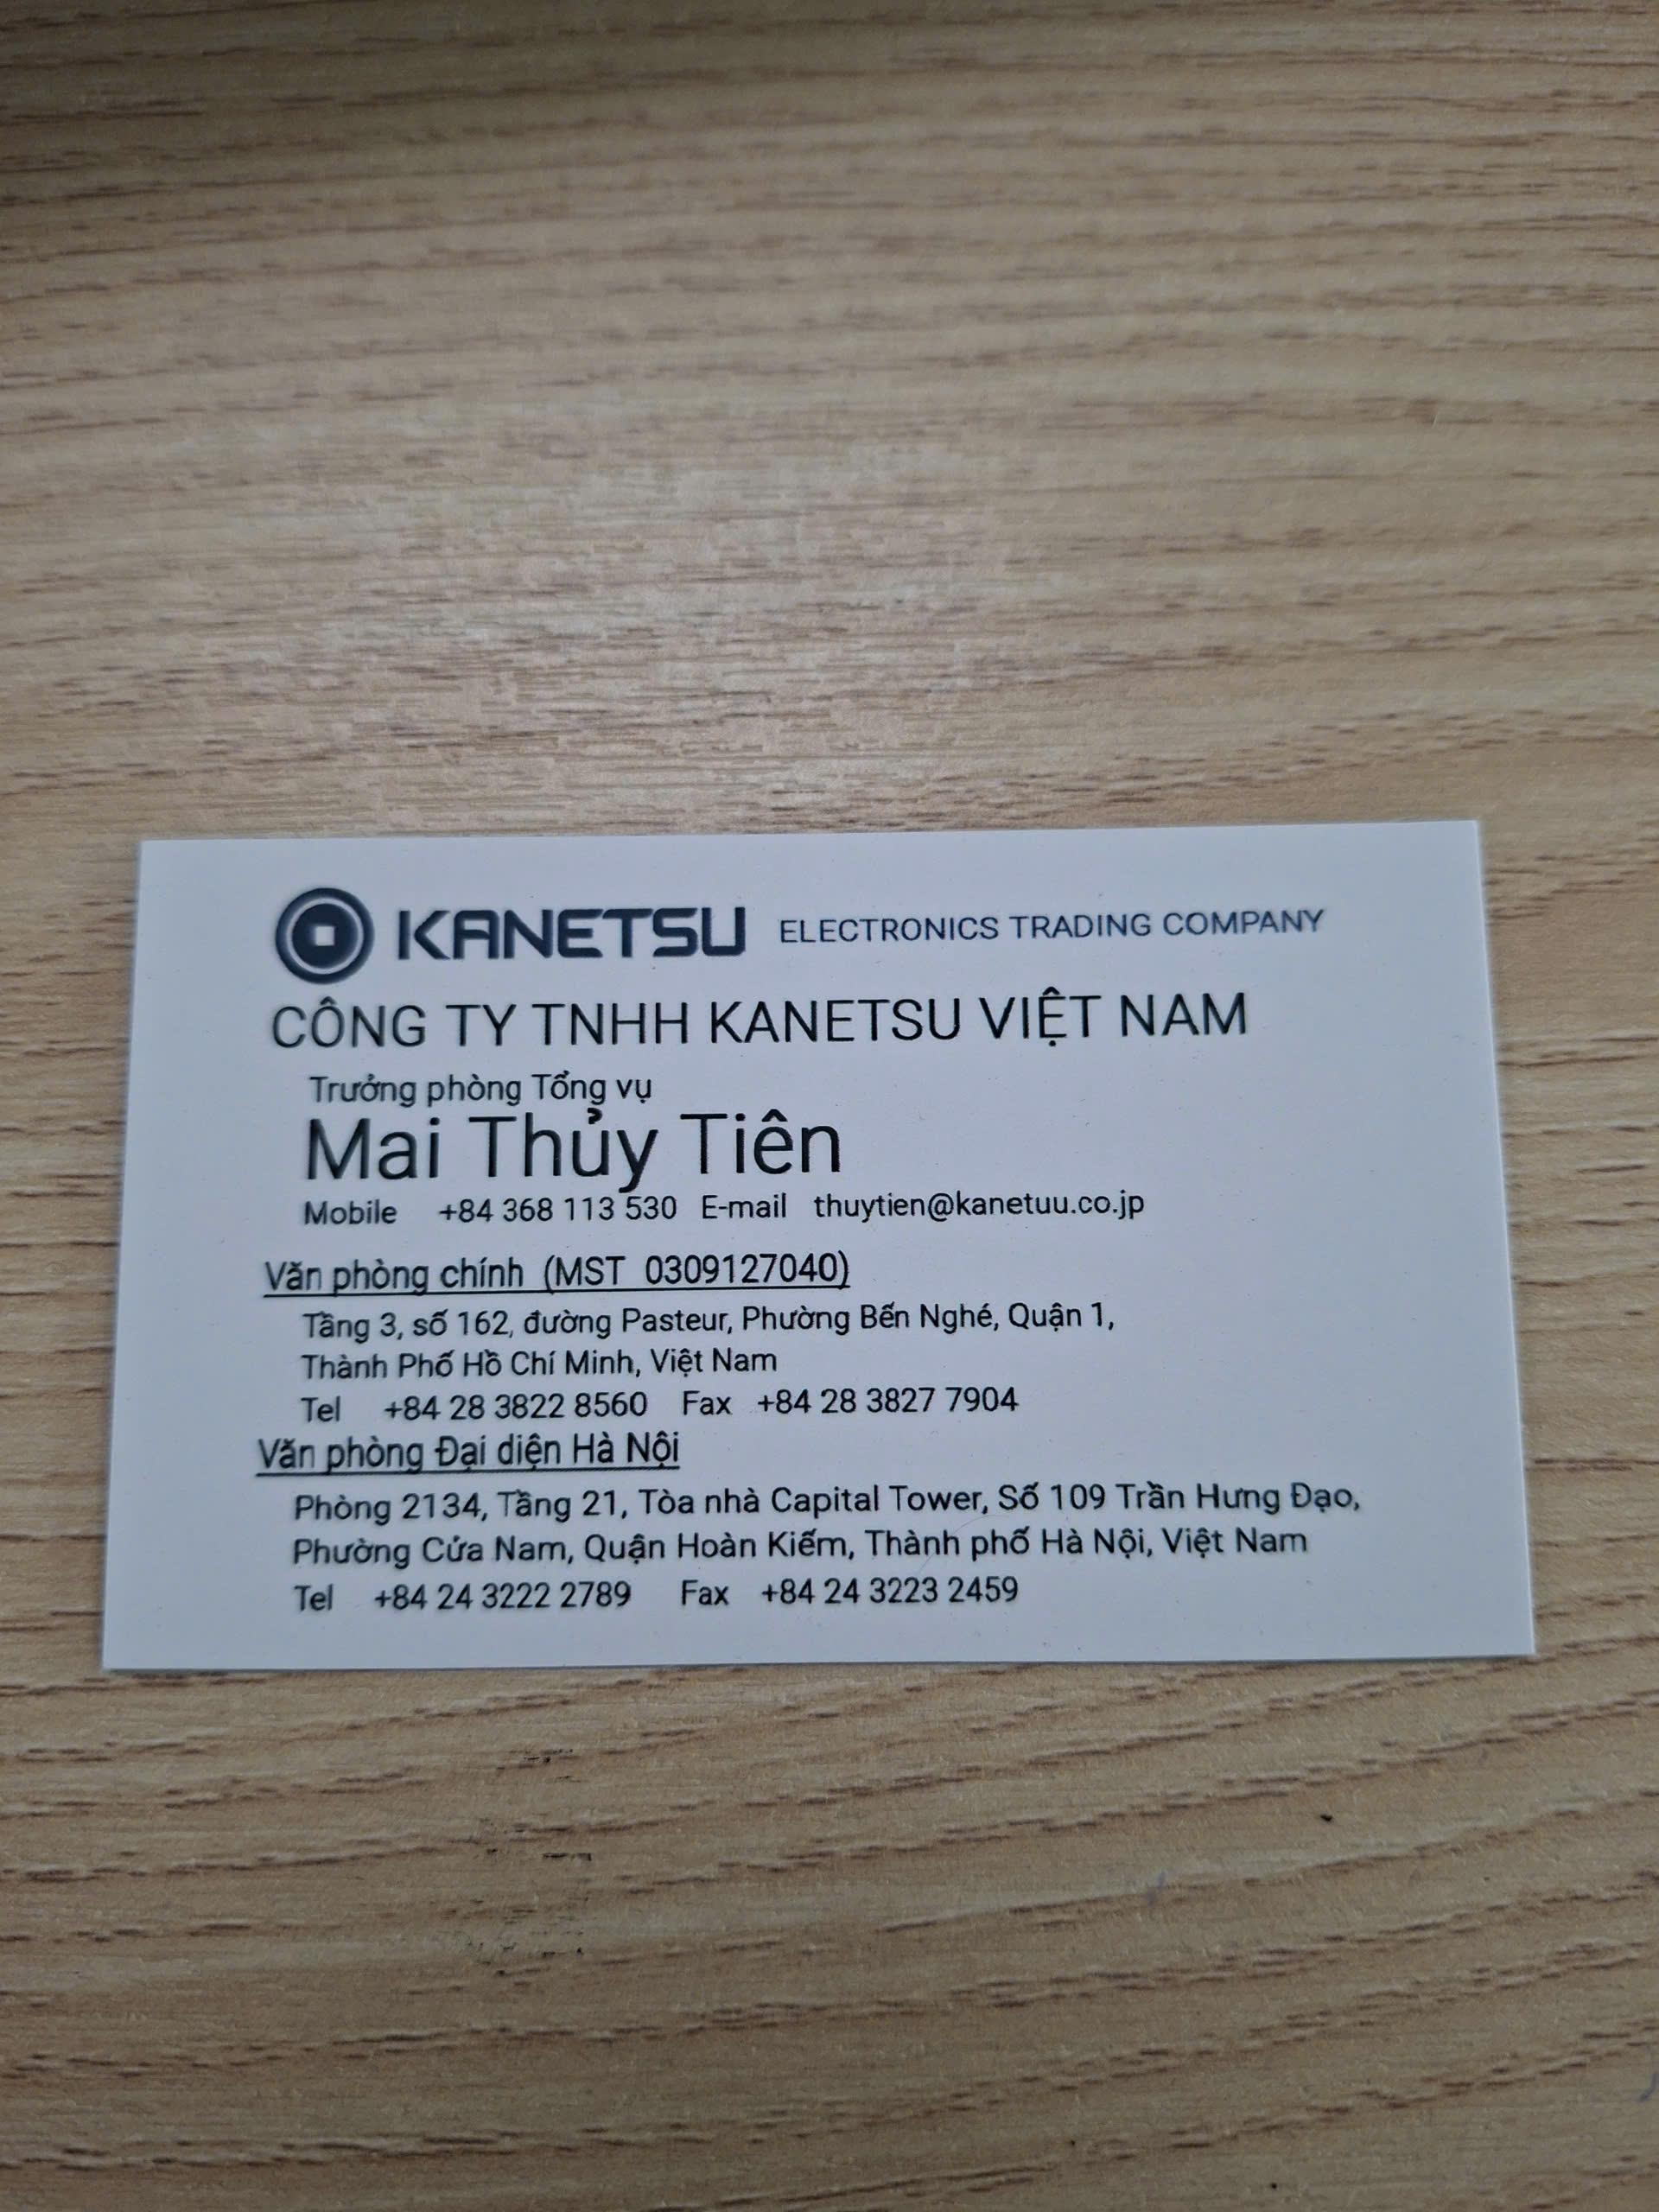 KANETSU ELECTRONICS TRADING COMPANY
CÔNG TY TNHH KANETSU VIỆT NAM
Trưởng phòng Tổng vụ
Mai Thủy Tiên
Mobile +84 368 113 530 E-mail thuytien@kanetuu.co.jp
Văn phòng chính (MST 0309127040)
Tầng 3, số 162, đường Pasteur, Phường Bến Nghé, Quận 1,
Thành Phố Hồ Chí Minh, Việt Nam
Tel +84 28 3822 8560 Fax +84 28 3827 7904
Văn phòng Đại diện Hà Nội
Phòng 2134, Tầng 21, Tòa nhà Capital Tower, Số 109 Trần Hưng Đạo,
Phường Cửa Nam, Quận Hoàn Kiếm, Thành phố Hà Nội, Việt Nam
Tel +84 24 3222 2789 Fax +84 24 3223 2459